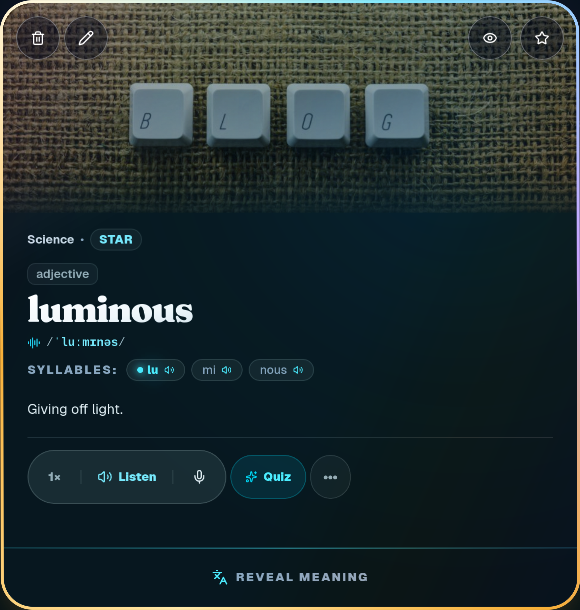 B L O G
Science • STAR
adjective
luminous
/ˈluːmɪnəs/
SYLLABLES: lu mi nous
Giving off light.
1x Listen Quiz
REVEAL MEANING